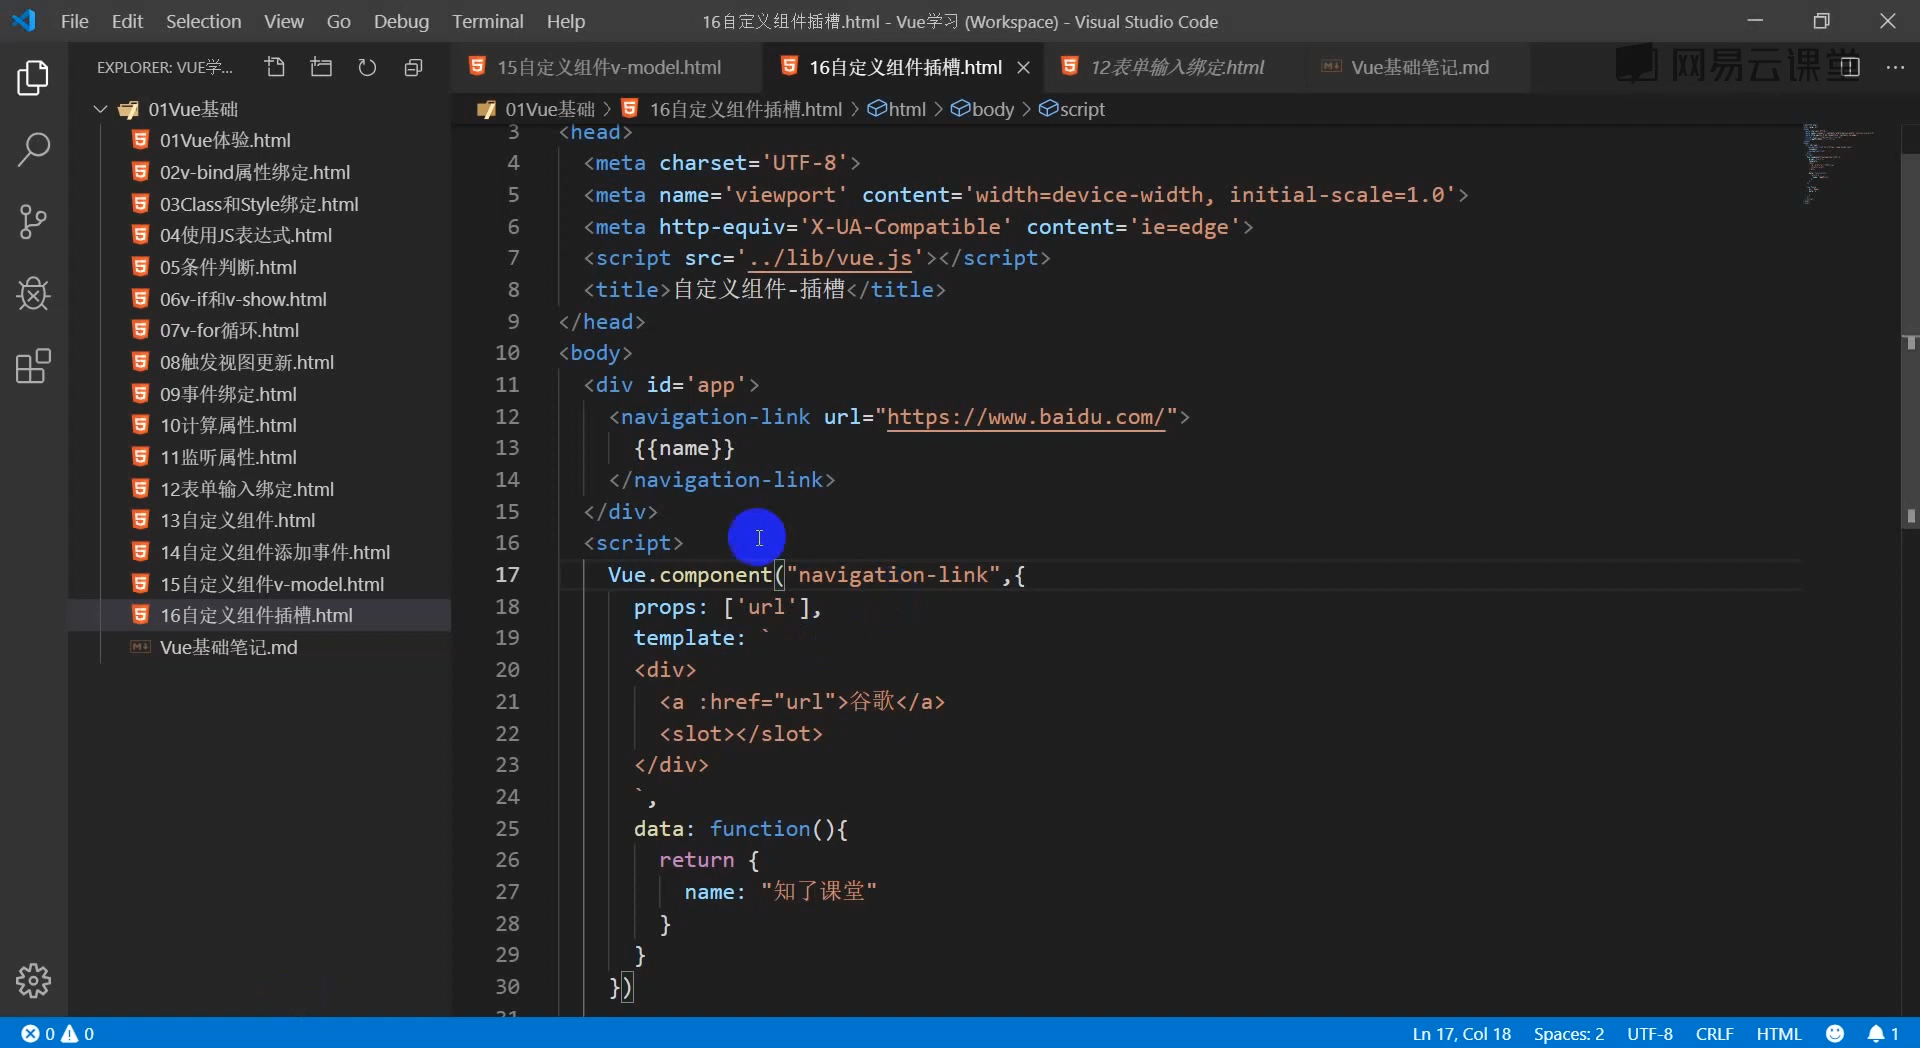 File Edit Selection View Go Debug Terminal Help
16自定义组件插槽.html - Vue学习 (Workspace) - Visual Studio Code
EXPLORER: VUE学...
15自定义组件v-model.html
16自定义组件插槽.html
12表单输入绑定.html
Vue基础笔记.md
网易云课堂
01Vue基础
01Vue体验.html
02v-bind属性绑定.html
03Class和Style绑定.html
04使用JS表达式.html
05条件判断.html
06v-if和v-show.html
07v-for循环.html
08触发视图更新.html
09事件绑定.html
10计算属性.html
11监听属性.html
12表单输入绑定.html
13自定义组件.html
14自定义组件添加事件.html
15自定义组件v-model.html
16自定义组件插槽.html
Vue基础笔记.md
01Vue基础 > 16自定义组件插槽.html > html > body > script
3 <head>
4 <meta charset='UTF-8'>
5 <meta name='viewport' content='width=device-width, initial-scale=1.0'>
6 <meta http-equiv='X-UA-Compatible' content='ie=edge'>
7 <script src='../lib/vue.js'></script>
8 <title>自定义组件-插槽</title>
9 </head>
10 <body>
11 <div id='app'>
12 <navigation-link url="https://www.baidu.com/">
13 {{name}}
14 </navigation-link>
15 </div>
16 <script>
17 Vue.component("navigation-link",{
18 props: ['url'],
19 template: `
20 <div>
21 <a :href="url">谷歌</a>
22 <slot></slot>
23 </div>
24 `,
25 data: function(){
26 return {
27 name: "知了课堂"
28 }
29 }
30 })
31
0 0
Ln 17, Col 18 Spaces: 2 UTF-8 CRLF HTML 1